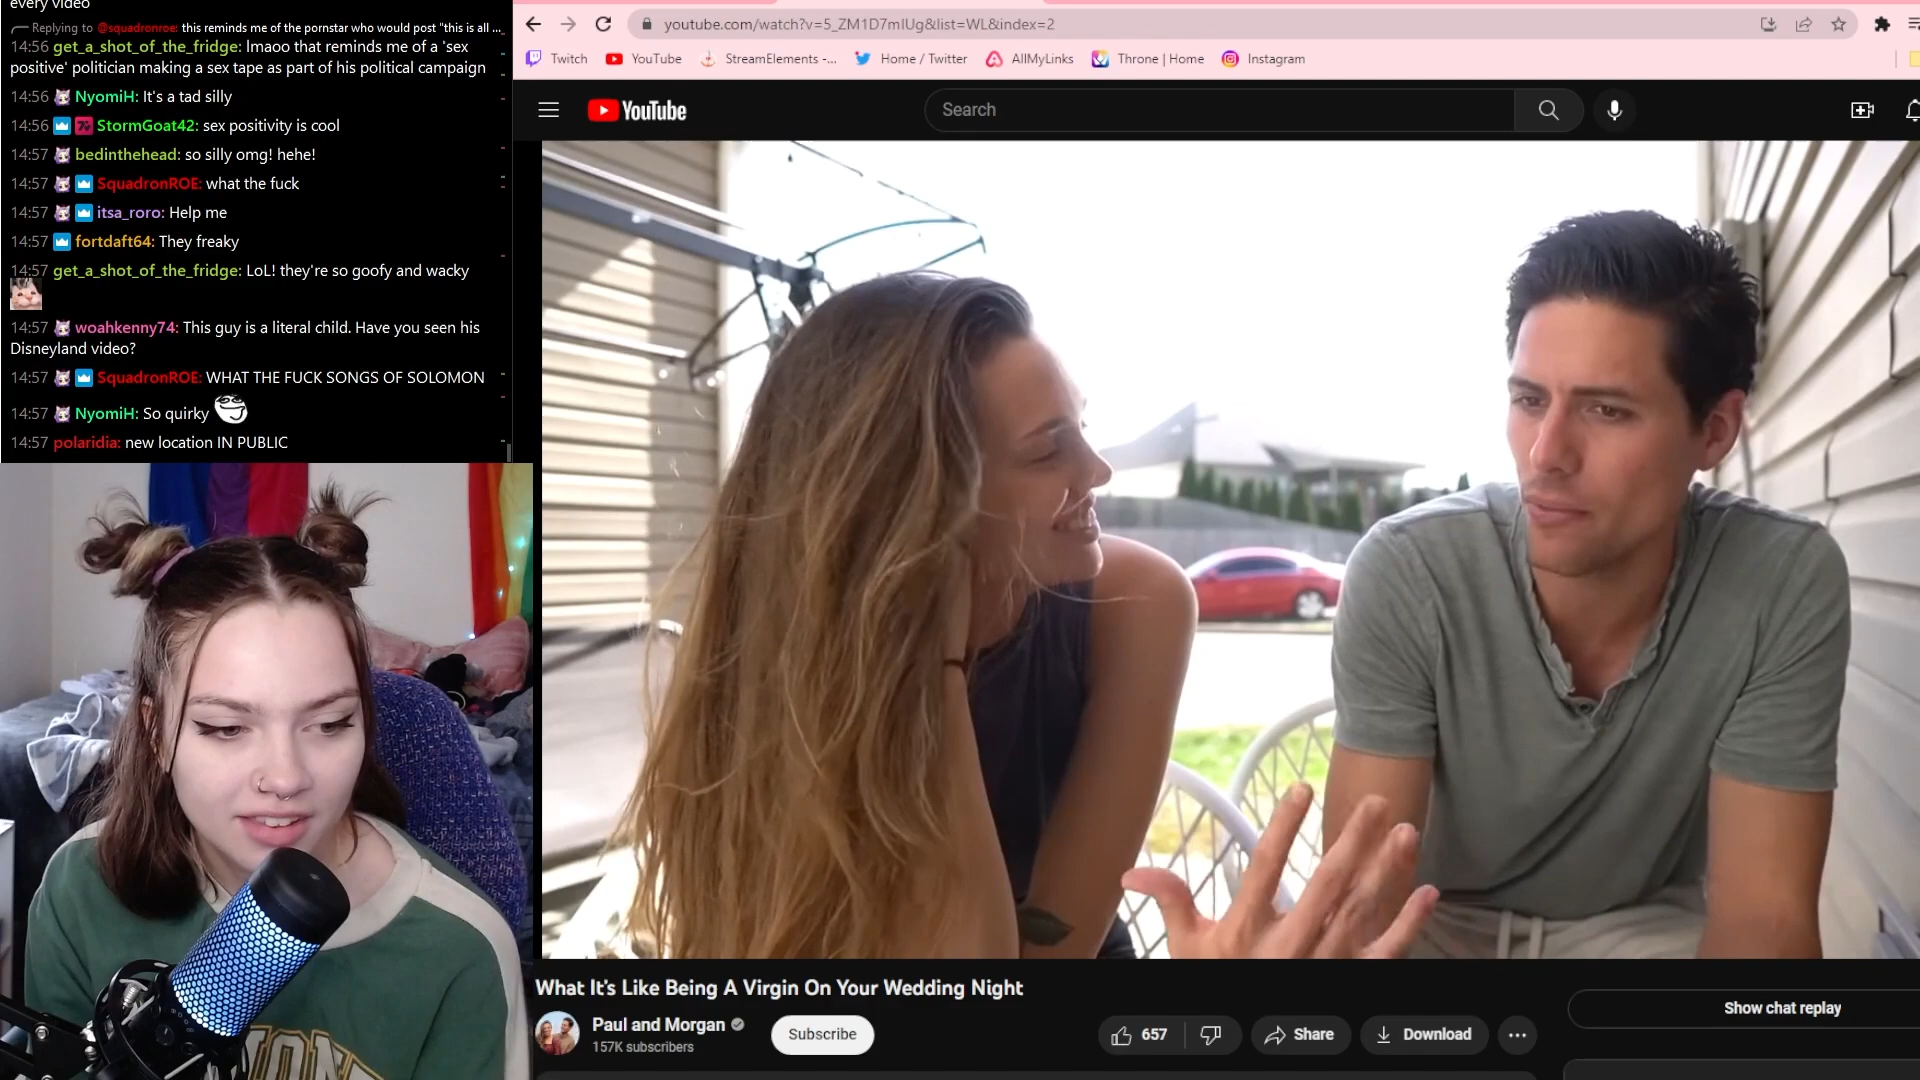 every video
Replying to @squadronroe: this reminds me of the pornstar who would post "this is all ...
14:56 get_a_shot_of_the_fridge: lmaoo that reminds me of a 'sex
positive' politician making a sex tape as part of his political campaign
14:56 NyomiH: It's a tad silly
14:56 StormGoat42: sex positivity is cool
14:57 bedinthehead: so silly omg! hehe!
14:57 SquadronROE: what the fuck
14:57 itsa_roro: Help me
14:57 fortdaft64: They freaky
14:57 get_a_shot_of_the_fridge: LoL! they're so goofy and wacky
14:57 woahkenny74: This guy is a literal child. Have you seen his
Disneyland video?
14:57 SquadronROE: WHAT THE FUCK SONGS OF SOLOMON
14:57 NyomiH: So quirky
14:57 polaridia: new location IN PUBLIC
youtube.com/watch?v=5_ZM1D7mIUg&list=WL&index=2
Twitch YouTube StreamElements -... Home / Twitter AllMyLinks Throne | Home Instagram
YouTube
Search
What It's Like Being A Virgin On Your Wedding Night
Paul and Morgan
157K subscribers
Subscribe
657
Share
Download
Show chat replay